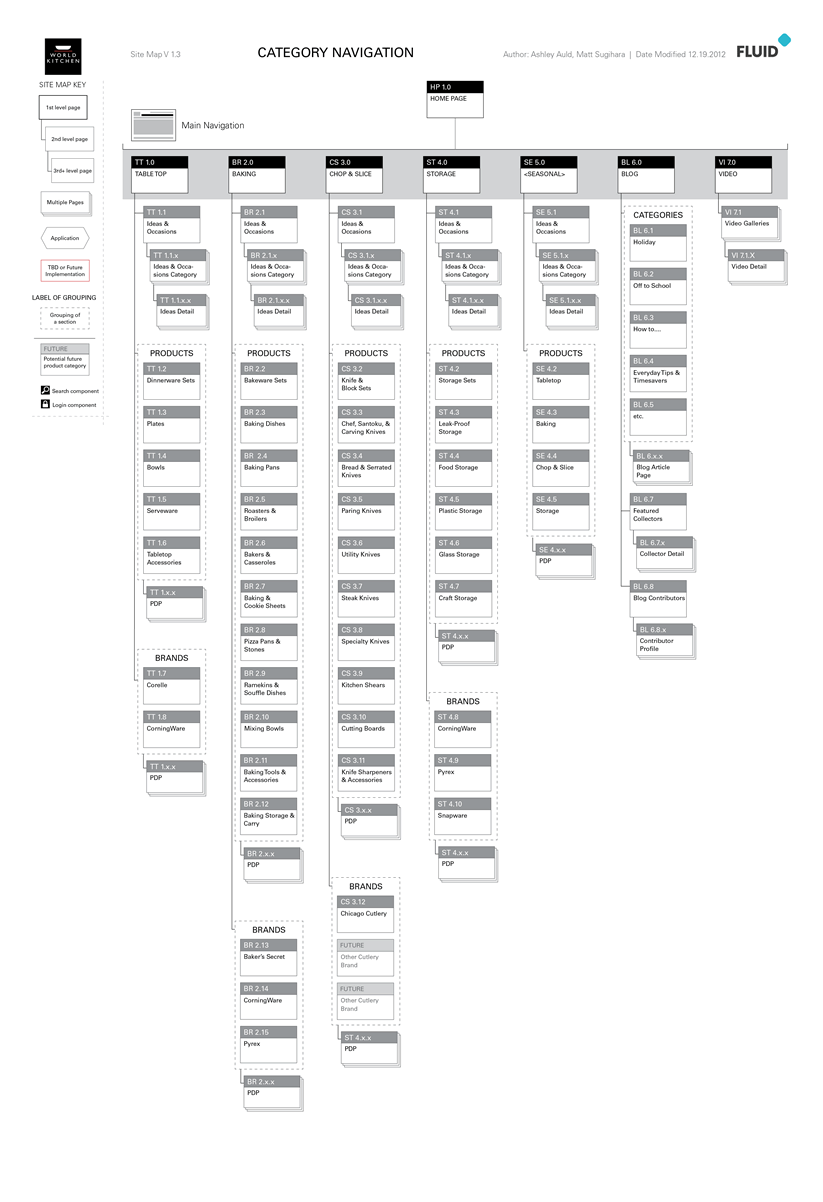 WORLD
KITCHEN
Site Map V 1.3
CATEGORY NAVIGATION
Author: Ashley Auld, Matt Sugihara | Date Modified 12.19.2012
FLUID
SITE MAP KEY
1st level page
2nd level page
3rd+ level page
Multiple Pages
Application
TBD or Future
Implementation
LABEL OF GROUPING
Grouping of
a section
FUTURE
Potential future
product category
Search component
Login component
HP 1.0
HOME PAGE
Main Navigation
TT 1.0
TABLE TOP
TT 1.1
Ideas &
Occasions
TT 1.1.x
Ideas & Occa-
sions Category
TT 1.1.x.x
Ideas Detail
PRODUCTS
TT 1.2
Dinnerware Sets
TT 1.3
Plates
TT 1.4
Bowls
TT 1.5
Serveware
TT 1.6
Tabletop
Accessories
TT 1.x.x
PDP
BRANDS
TT 1.7
Corelle
TT 1.8
CorningWare
TT 1.x.x
PDP
BR 2.0
BAKING
BR 2.1
Ideas &
Occasions
BR 2.1.x
Ideas & Occa-
sions Category
BR 2.1.x.x
Ideas Detail
PRODUCTS
BR 2.2
Bakeware Sets
BR 2.3
Baking Dishes
BR 2.4
Baking Pans
BR 2.5
Roasters &
Broilers
BR 2.6
Bakers &
Casseroles
BR 2.7
Baking &
Cookie Sheets
BR 2.8
Pizza Pans &
Stones
BR 2.9
Ramekins &
Souffle Dishes
BR 2.10
Mixing Bowls
BR 2.11
Baking Tools &
Accessories
BR 2.12
Baking Storage &
Carry
BR 2.x.x
PDP
BRANDS
BR 2.13
Baker's Secret
BR 2.14
CorningWare
BR 2.15
Pyrex
BR 2.x.x
PDP
CS 3.0
CHOP & SLICE
CS 3.1
Ideas &
Occasions
CS 3.1.x
Ideas & Occa-
sions Category
CS 3.1.x.x
Ideas Detail
PRODUCTS
CS 3.2
Knife &
Block Sets
CS 3.3
Chef, Santoku, &
Carving Knives
CS 3.4
Bread & Serrated
Knives
CS 3.5
Paring Knives
CS 3.6
Utility Knives
CS 3.7
Steak Knives
CS 3.8
Specialty Knives
CS 3.9
Kitchen Shears
CS 3.10
Cutting Boards
CS 3.11
Knife Sharpeners
& Accessories
CS 3.x.x
PDP
BRANDS
CS 3.12
Chicago Cutlery
FUTURE
Other Cutlery
Brand
FUTURE
Other Cutlery
Brand
ST 4.x.x
PDP
ST 4.0
STORAGE
ST 4.1
Ideas &
Occasions
ST 4.1.x
Ideas & Occa-
sions Category
ST 4.1.x.x
Ideas Detail
PRODUCTS
ST 4.2
Storage Sets
ST 4.3
Leak-Proof
Storage
ST 4.4
Food Storage
ST 4.5
Plastic Storage
ST 4.6
Glass Storage
ST 4.7
Craft Storage
ST 4.x.x
PDP
BRANDS
ST 4.8
CorningWare
ST 4.9
Pyrex
ST 4.10
Snapware
ST 4.x.x
PDP
SE 5.0
<SEASONAL>
SE 5.1
Ideas &
Occasions
SE 5.1.x
Ideas & Occa-
sions Category
SE 5.1.x.x
Ideas Detail
PRODUCTS
SE 4.2
Tabletop
SE 4.3
Baking
SE 4.4
Chop & Slice
SE 4.5
Storage
SE 4.x.x
PDP
BL 6.0
BLOG
CATEGORIES
BL 6.1
Holiday
BL 6.2
Off to School
BL 6.3
How to....
BL 6.4
Everyday Tips &
Timesavers
BL 6.5
etc.
BL 6.x.x
Blog Article
Page
BL 6.7
Featured
Collectors
BL 6.7.x
Collector Detail
BL 6.8
Blog Contributors
BL 6.8.x
Contributor
Profile
VI 7.0
VIDEO
VI 7.1
Video Galleries
VI 7.1.X
Video Detail